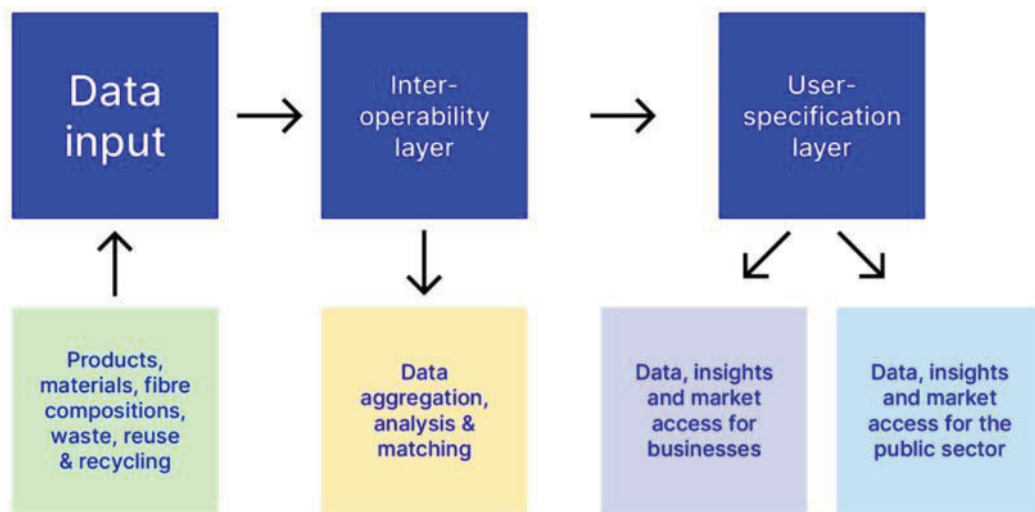 Data
input
Inter-
operability
layer
User-
specification
layer
Products,
materials, fibre
compositions,
waste, reuse
& recycling
Data
aggregation,
analysis &
matching
Data, insights
and market
access for
businesses
Data, insights
and market
access for the
public sector